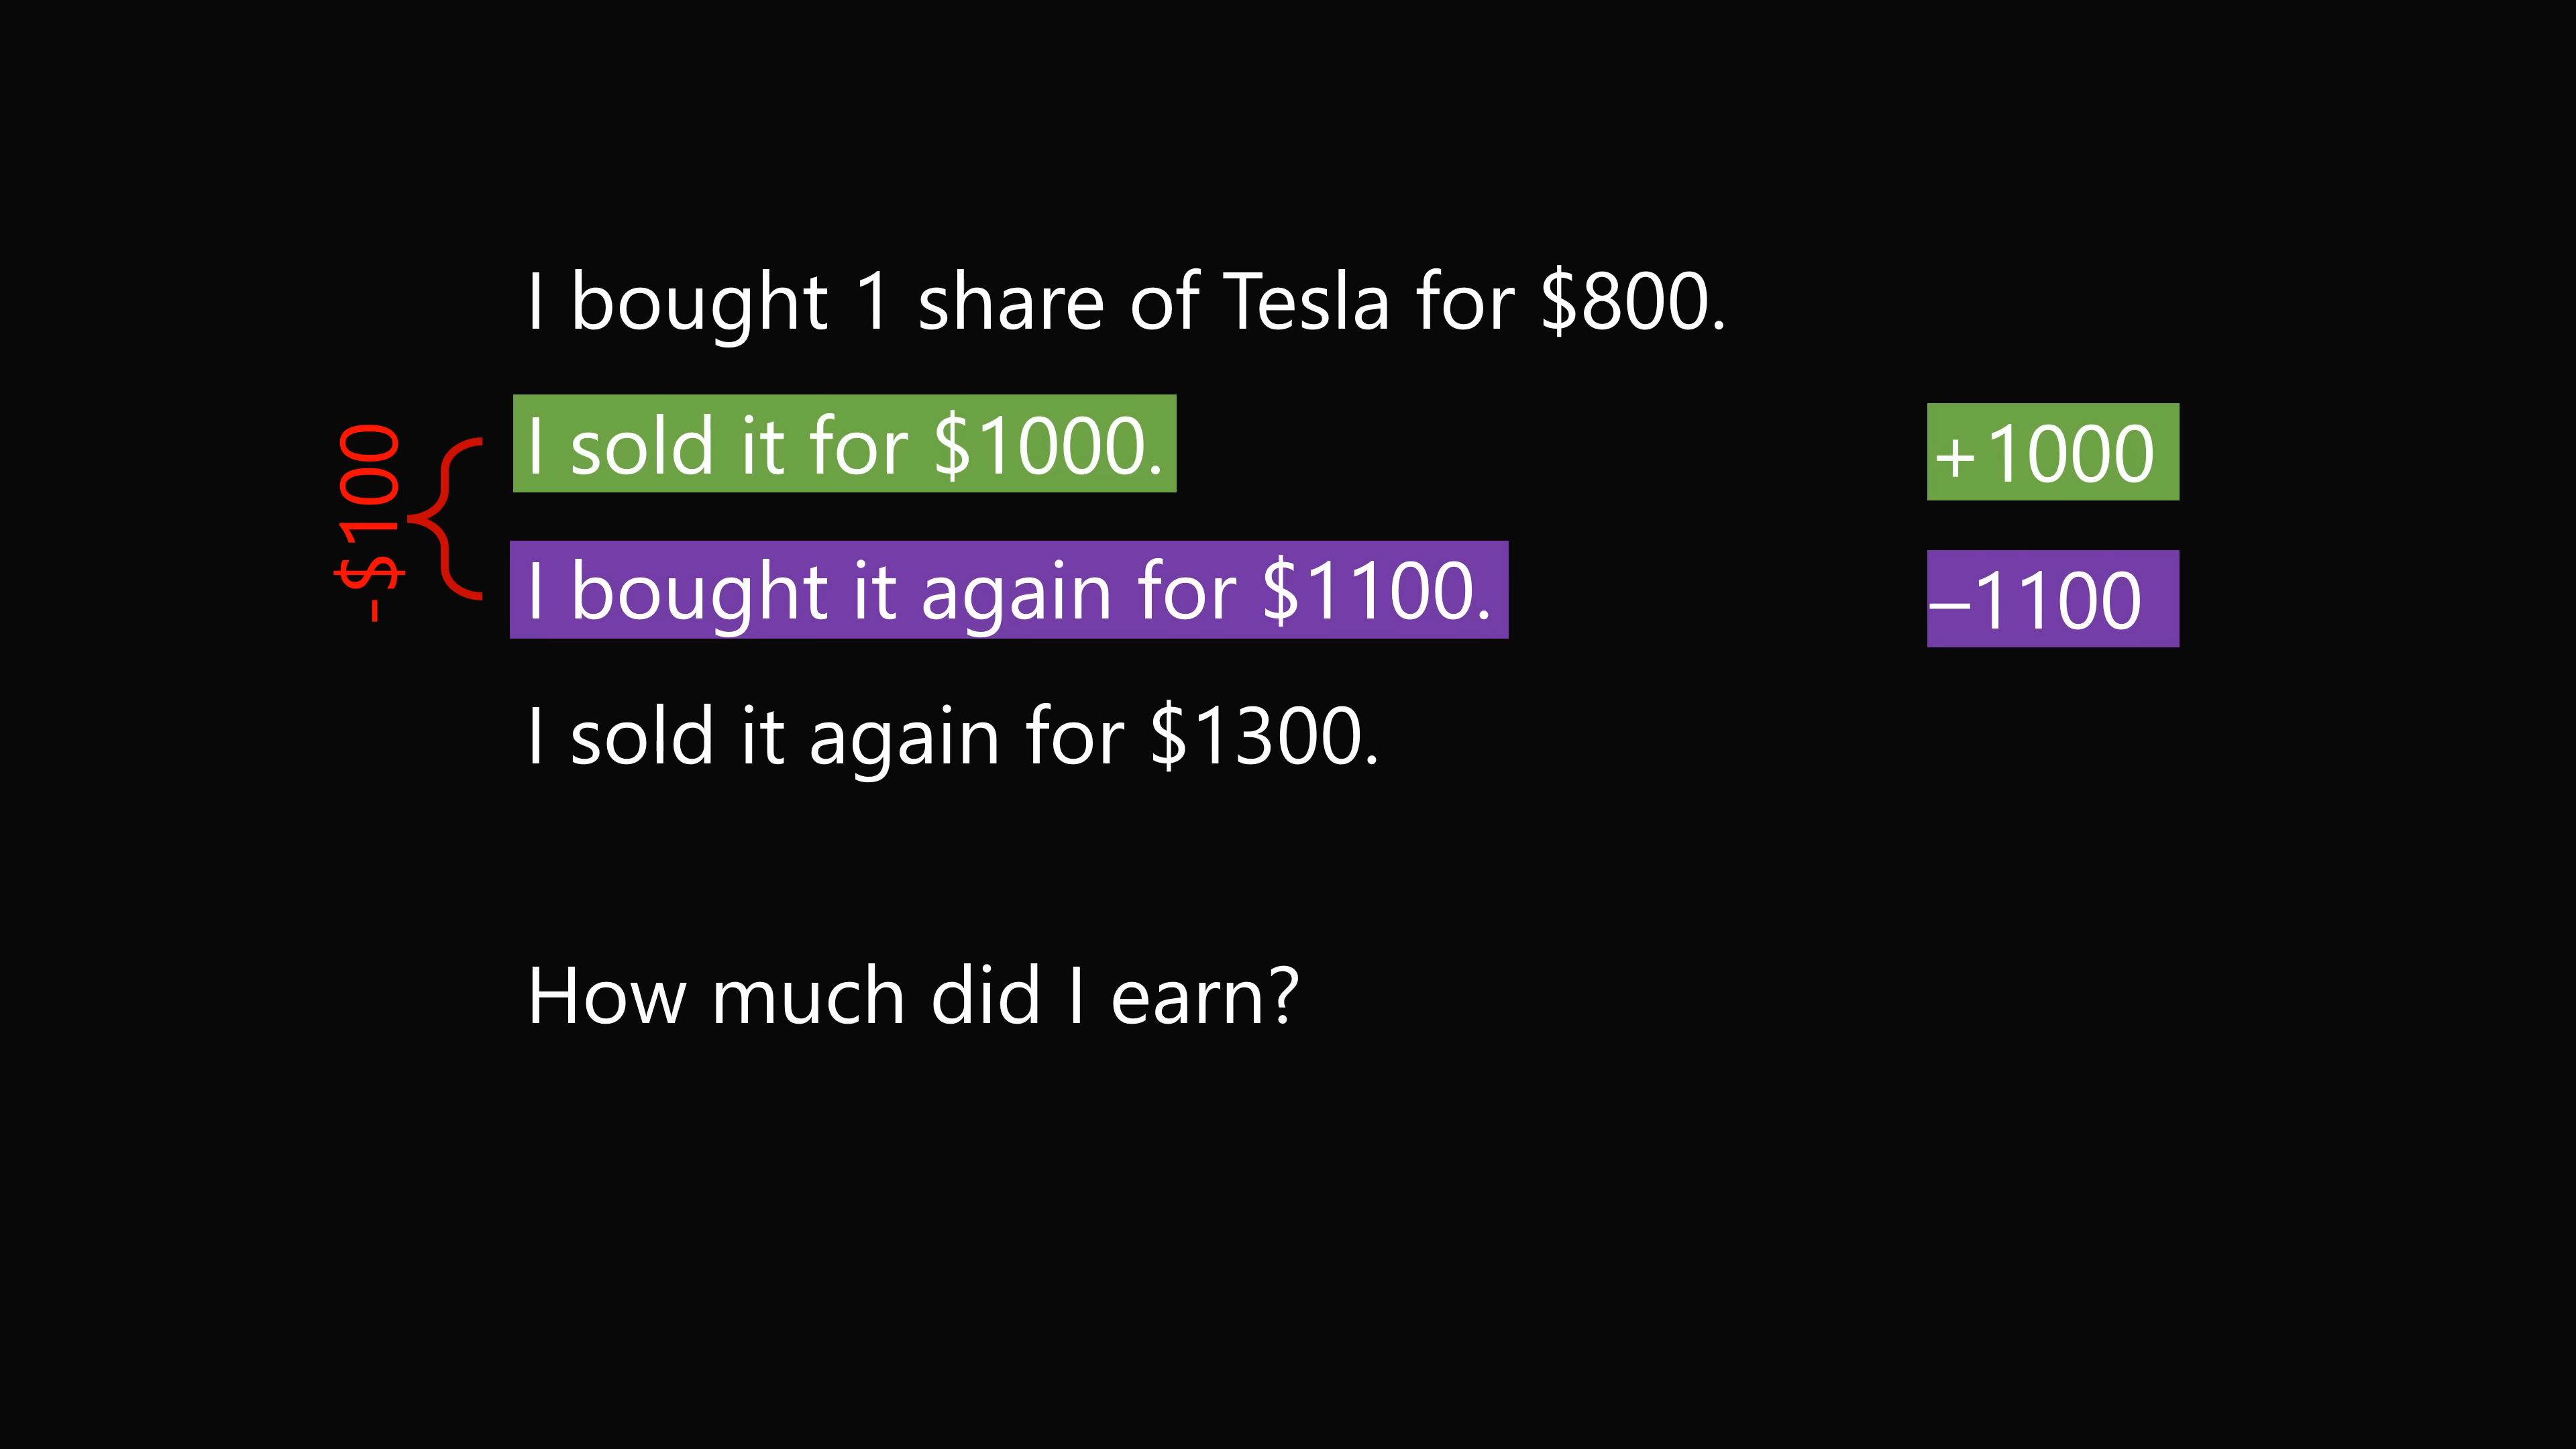 I bought 1 share of Tesla for $800.
-$100
I sold it for $1000.
+1000
I bought it again for $1100.
–1100
I sold it again for $1300.
How much did I earn?